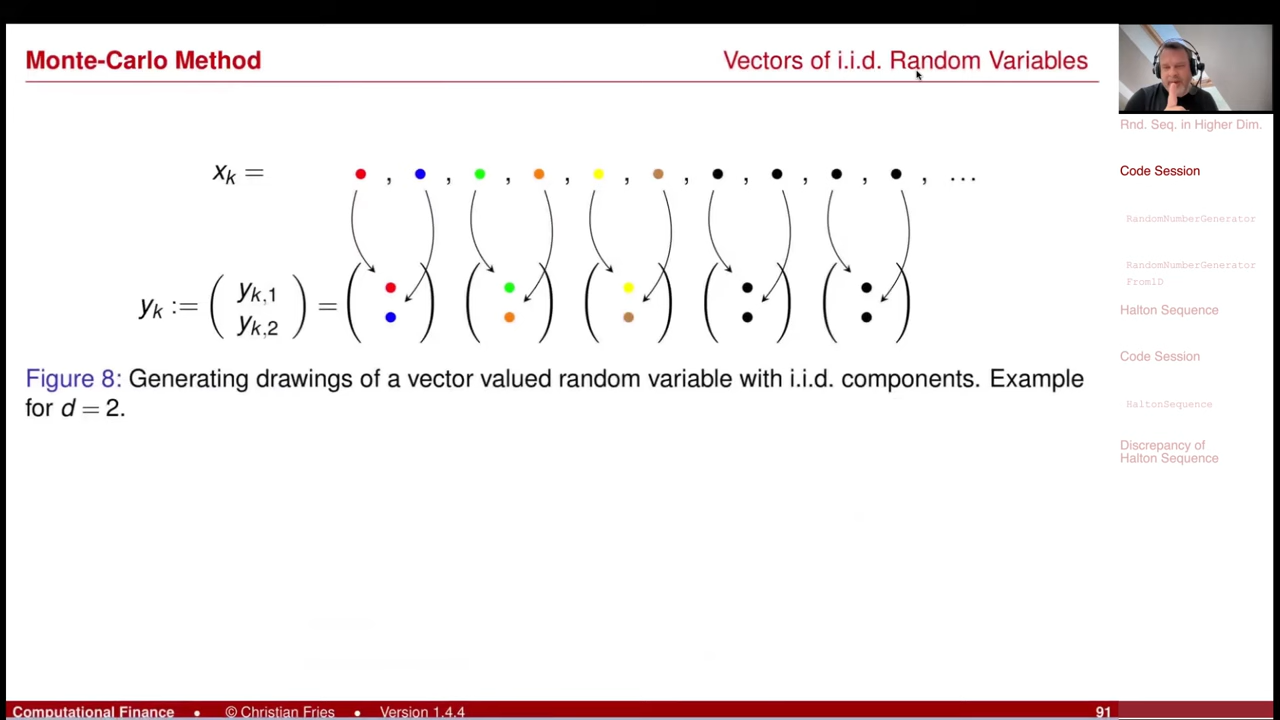 Monte-Carlo Method
Vectors of i.i.d. Random Variables
x_k = , , , , , , , , , , ...
y_k := ( y_{k,1} y_{k,2} ) =
Figure 8: Generating drawings of a vector valued random variable with i.i.d. components. Example
for d = 2.
Rnd. Seq. in Higher Dim.
Code Session
RandomNumberGenerator
RandomNumberGenerator
From1D
Halton Sequence
Code Session
HaltonSequence
Discrepancy of
Halton Sequence
Computational Finance • © Christian Fries • Version 1.4.4
91